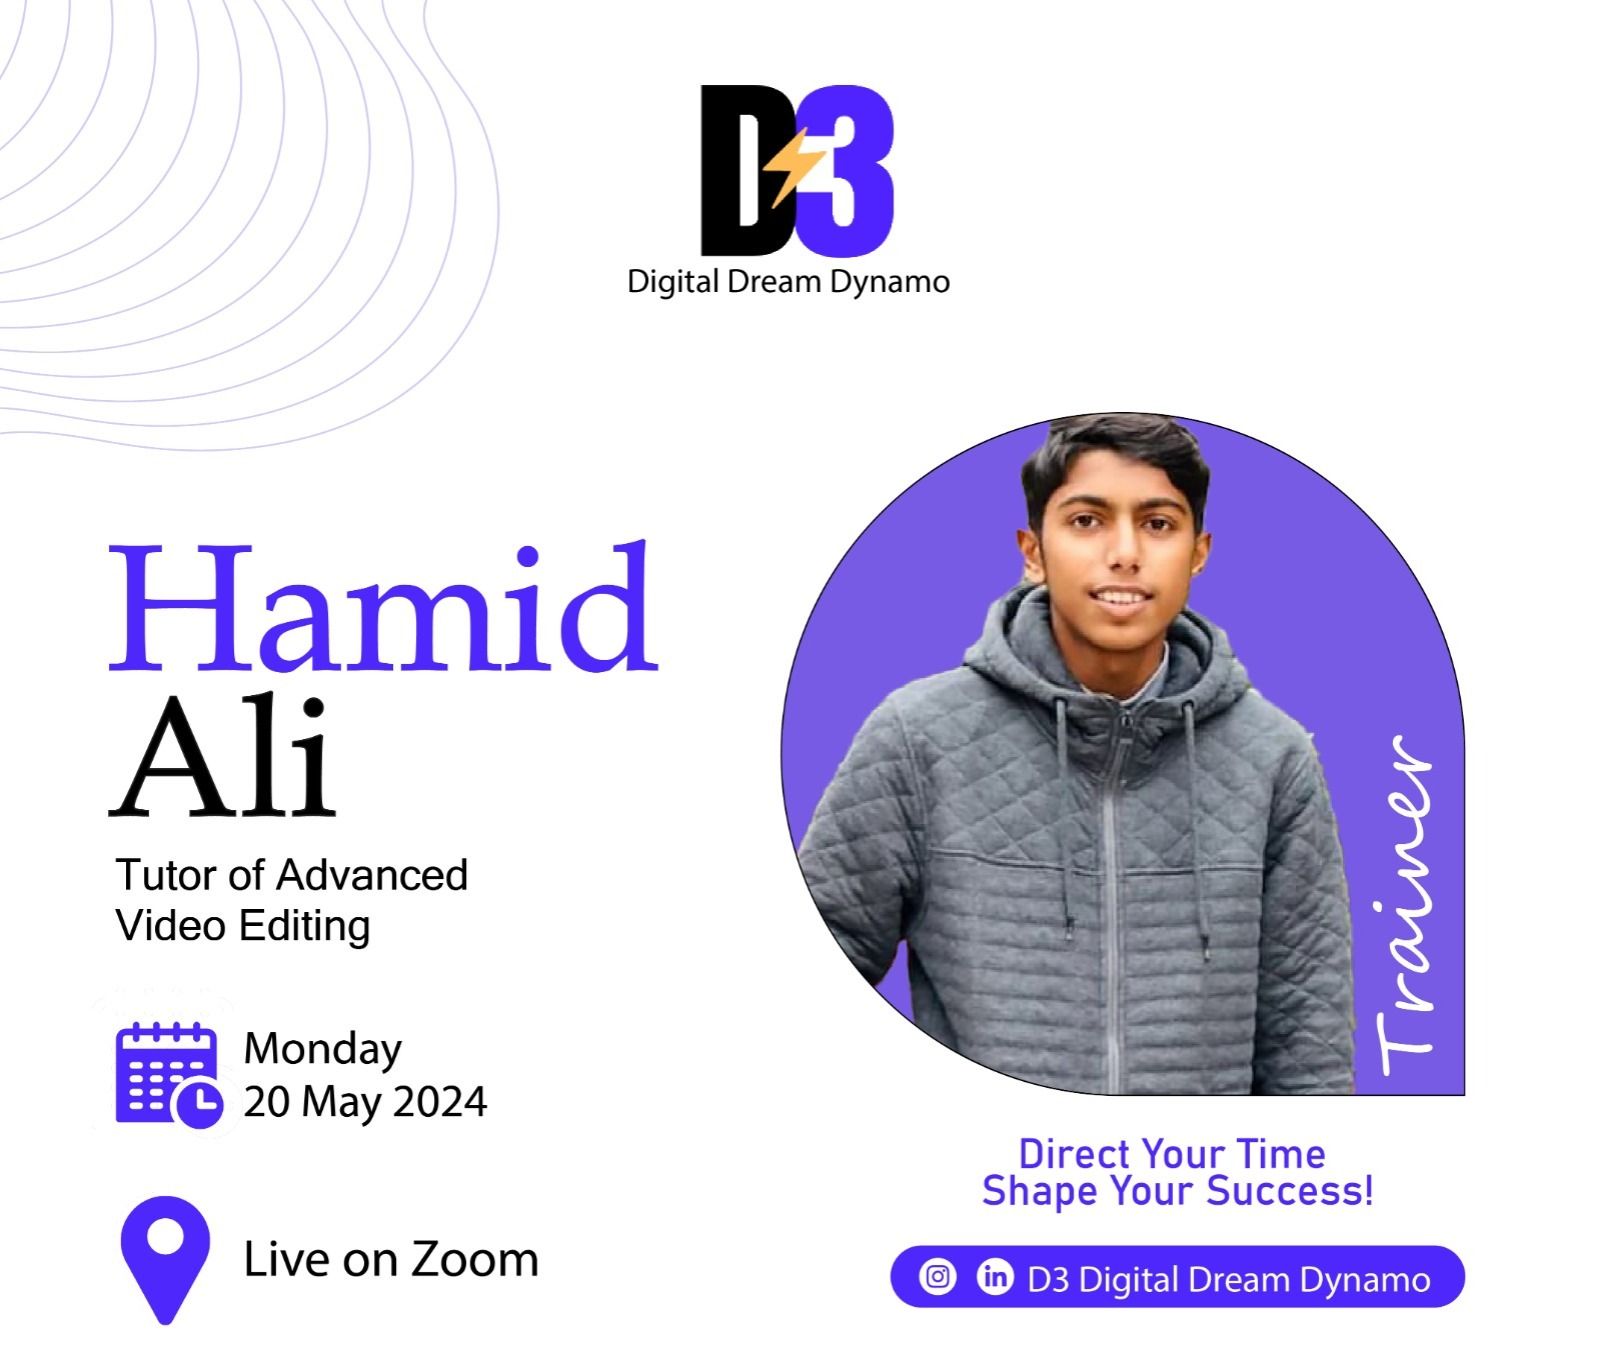 D3
Digital Dream Dynamo
Hamid
Ali
Tutor of Advanced
Video Editing
Monday
20 May 2024
Live on Zoom
Trainer
Direct Your Time
Shape Your Success!
in D3 Digital Dream Dynamo